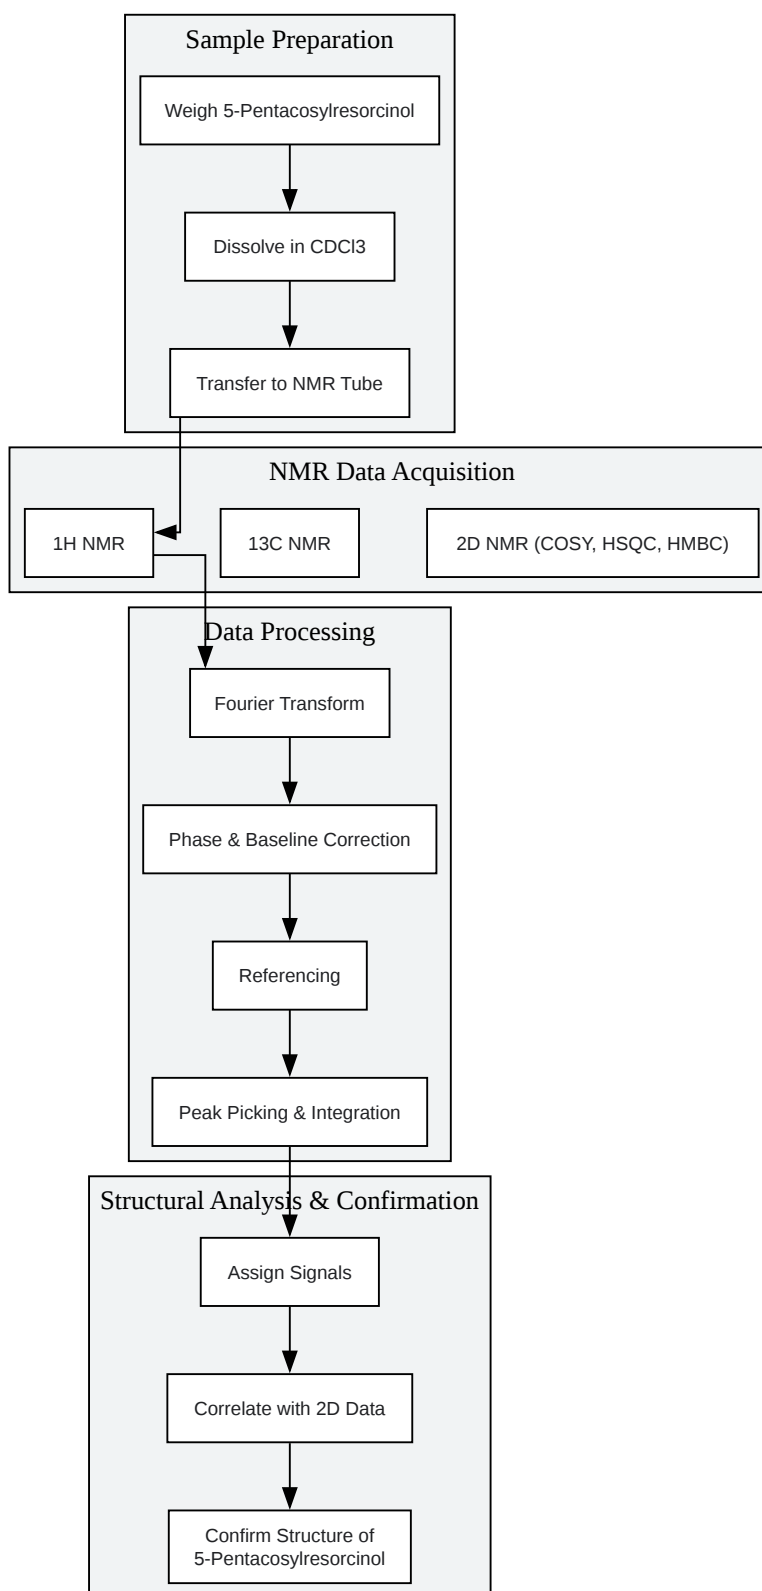 Sample Preparation
Weigh 5-Pentacosylresorcinol
Dissolve in CDCl3
Transfer to NMR Tube
NMR Data Acquisition
1H NMR
13C NMR
2D NMR (COSY, HSQC, HMBC)
Data Processing
Fourier Transform
Phase & Baseline Correction
Referencing
Peak Picking & Integration
Structural Analysis & Confirmation
Assign Signals
Correlate with 2D Data
Confirm Structure of
5-Pentacosylresorcinol